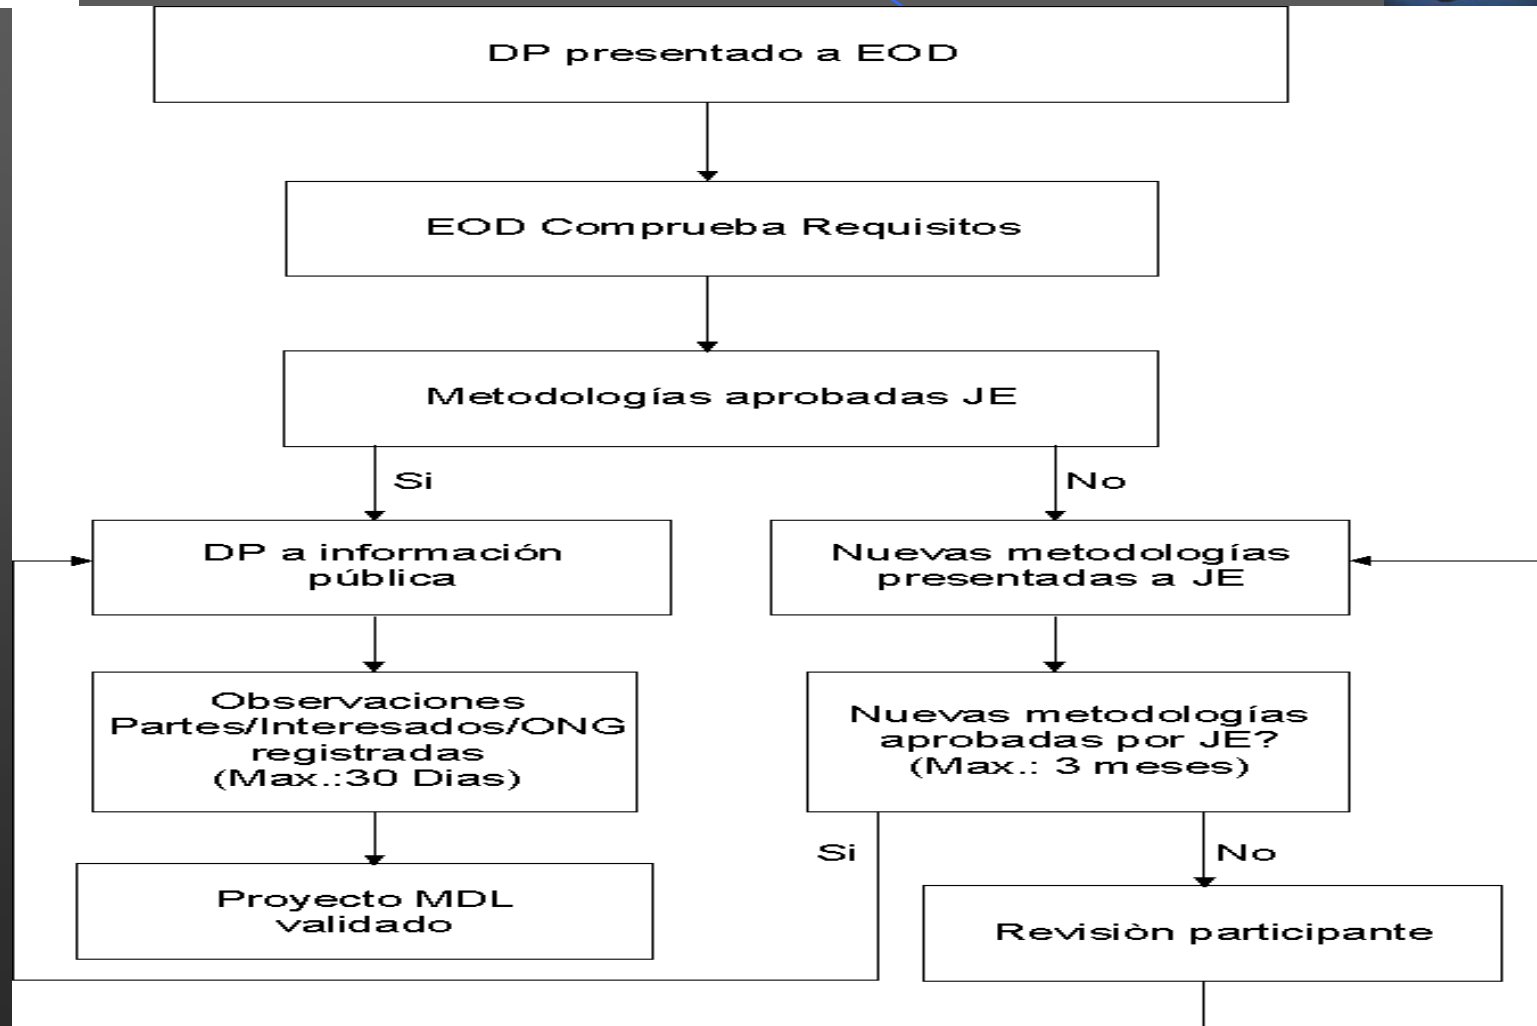 DP presentado a EOD
EOD Comprueba Requisitos
Metodologías aprobadas JE
Si
No
DP a información
pública
Nuevas metodologías
presentadas a JE
Observaciones
Partes/Interesados/ONG
registradas
(Max.:30 Dias)
Nuevas metodologías
aprobadas por JE?
(Max.: 3 meses)
Si
No
Proyecto MDL
validado
Revisiòn participante